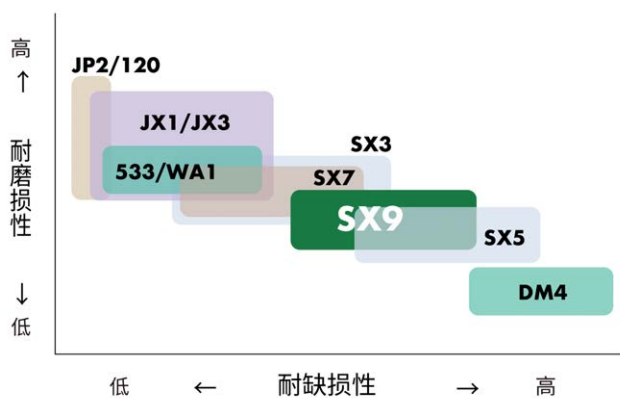 高
↑
耐磨损性
↓
低
JP2/120
JX1/JX3
533/WA1
SX3
SX7
SX9
SX5
DM4
低 ← 耐缺损性 → 高